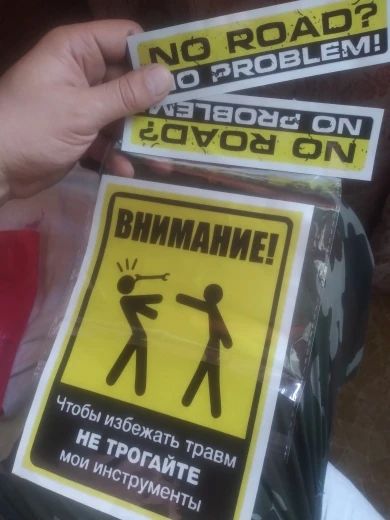 NO ROAD?
NO PROBLEM!
NO ROAD?
NO PROBLEM
ВНИМАНИЕ!
Чтобы избежать травм
НЕ ТРОГАЙТЕ
мои инструменты